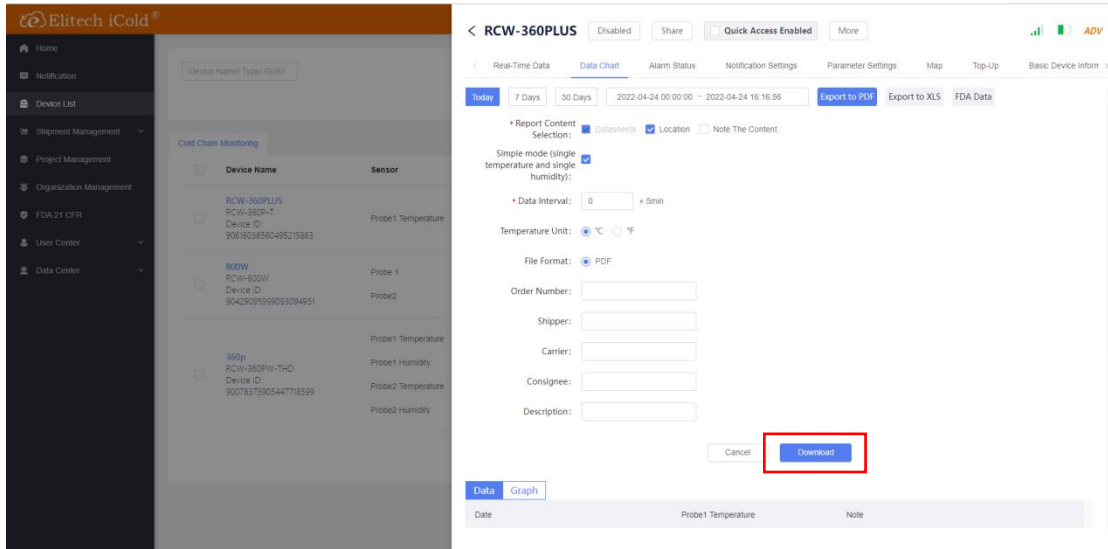 Elitech iCold®
Home
Notification
Device List
Shipment Management
Project Management
Organization Management
FDA 21 CFR
User Center
Data Center
Device Name/ Type/ GUID
Cold Chain Monitoring
Device Name Sensor
RCW-360PLUS
RCW-360P-T
Device ID:
90616036560495215863
Probe1 Temperature
800W
RCW-800W
Device ID:
90429095999093094951
Probe 1
Probe2
360p
RCW-360PW-THD
Device ID:
90078373905447718599
Probe1 Temperature
Probe1 Humidity
Probe2 Temperature
Probe2 Humidity
< RCW-360PLUS Disabled Share Quick Access Enabled More ADV
< Real-Time Data Data Chart Alarm Status Notification Settings Parameter Settings Map Top-Up Basic Device Inform >
Today 7 Days 30 Days 2022-04-24 00:00:00 ~ 2022-04-24 16:16:56 Export to PDF Export to XLS FDA Data
* Report Content
Selection: Datasheets Location Note The Content
Simple mode (single
temperature and single
humidity):
* Data Interval: 0 x 5min
Temperature Unit: °C °F
File Format: PDF
Order Number:
Shipper:
Carrier:
Consignee:
Description:
Cancel Download
Data Graph
Date Probe1 Temperature Note